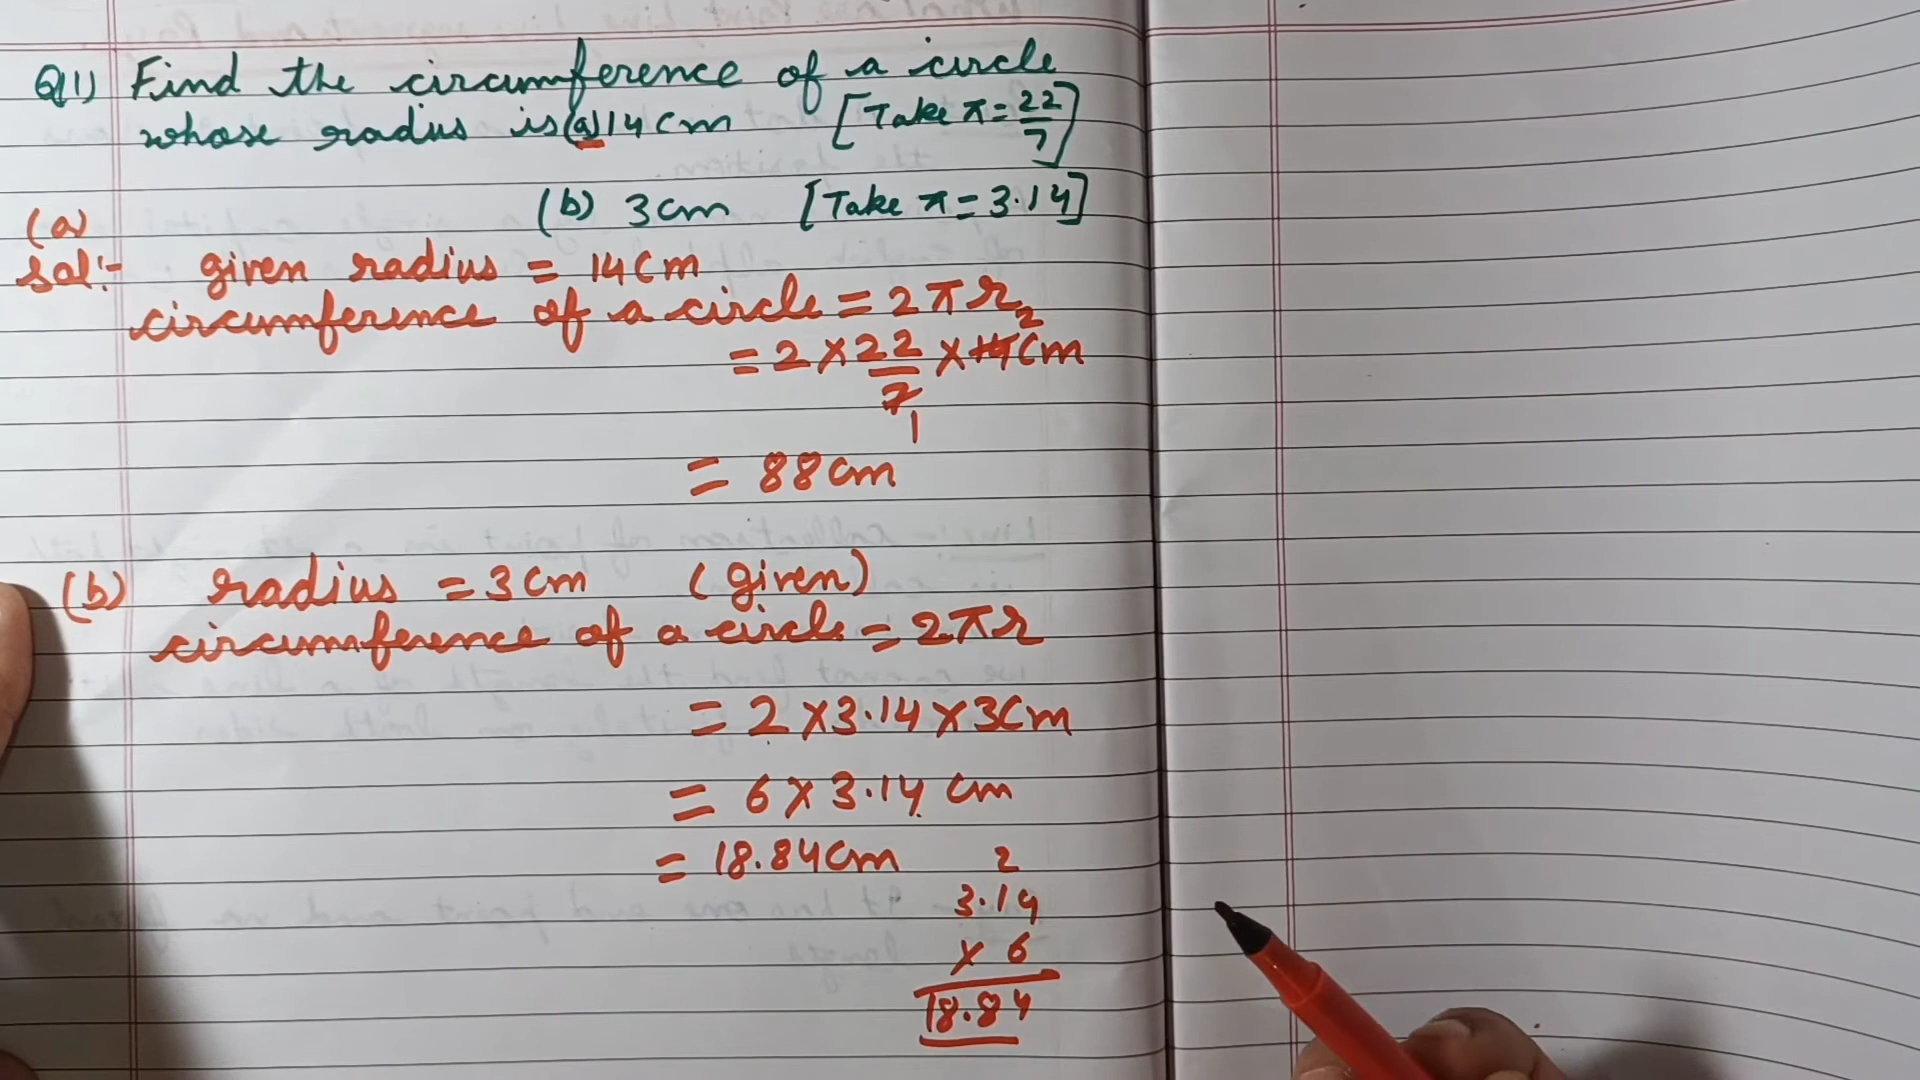 Q1) Find the circumference of a circle
whose radius is (a) 14 cm [Take π = 22/7]
(b) 3 cm [Take π = 3.14]
(a)
Sol:- given radius = 14 cm
circumference of a circle = 2πr
= 2 × 22/7 × 14 cm
2
1
= 88 cm
(b) radius = 3 cm (given)
circumference of a circle = 2πr
= 2 × 3.14 × 3 cm
= 6 × 3.14 cm
= 18.84 cm
2
3.14
× 6
18.84